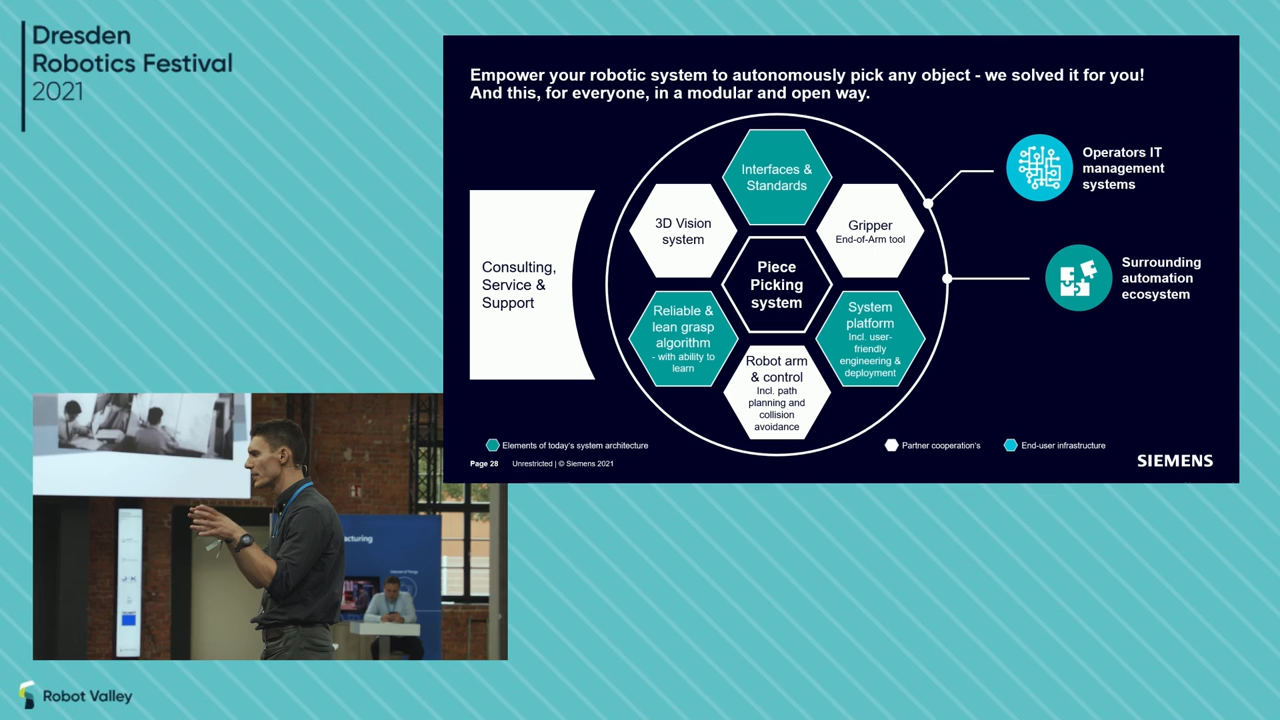 Dresden
Robotics Festival
2021
Empower your robotic system to autonomously pick any object - we solved it for you!
And this, for everyone, in a modular and open way.
Interfaces &
Standards
3D Vision
system
Gripper
End-of-Arm tool
Piece
Picking
system
Consulting,
Service &
Support
Reliable &
lean grasp
algorithm
- with ability to
learn
System
platform
Incl. user-
friendly
engineering &
deployment
Robot arm
& control
Incl. path
planning and
collision
avoidance
Operators IT
management
systems
Surrounding
automation
ecosystem
Elements of today's system architecture
Partner cooperation's
End-user infrastructure
Page 28
Unrestricted | © Siemens 2021
SIEMENS
acturing
Robot Valley